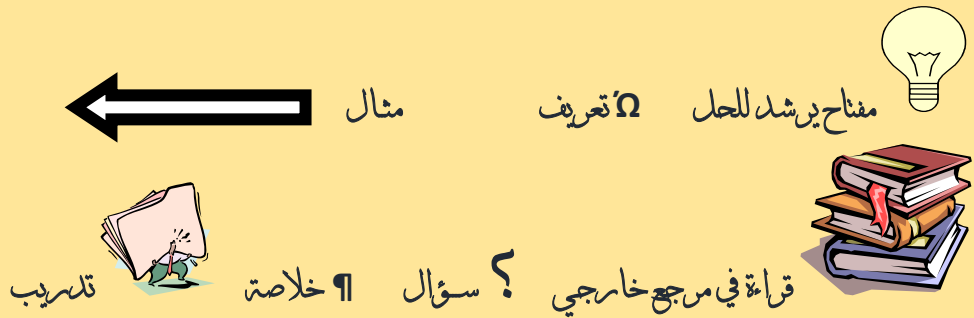 مفتاح يرشد للحل Ώ تعريف مثال
قراءة في مرجع خارجي ؟ سؤال ¶ خلاصة تدريب